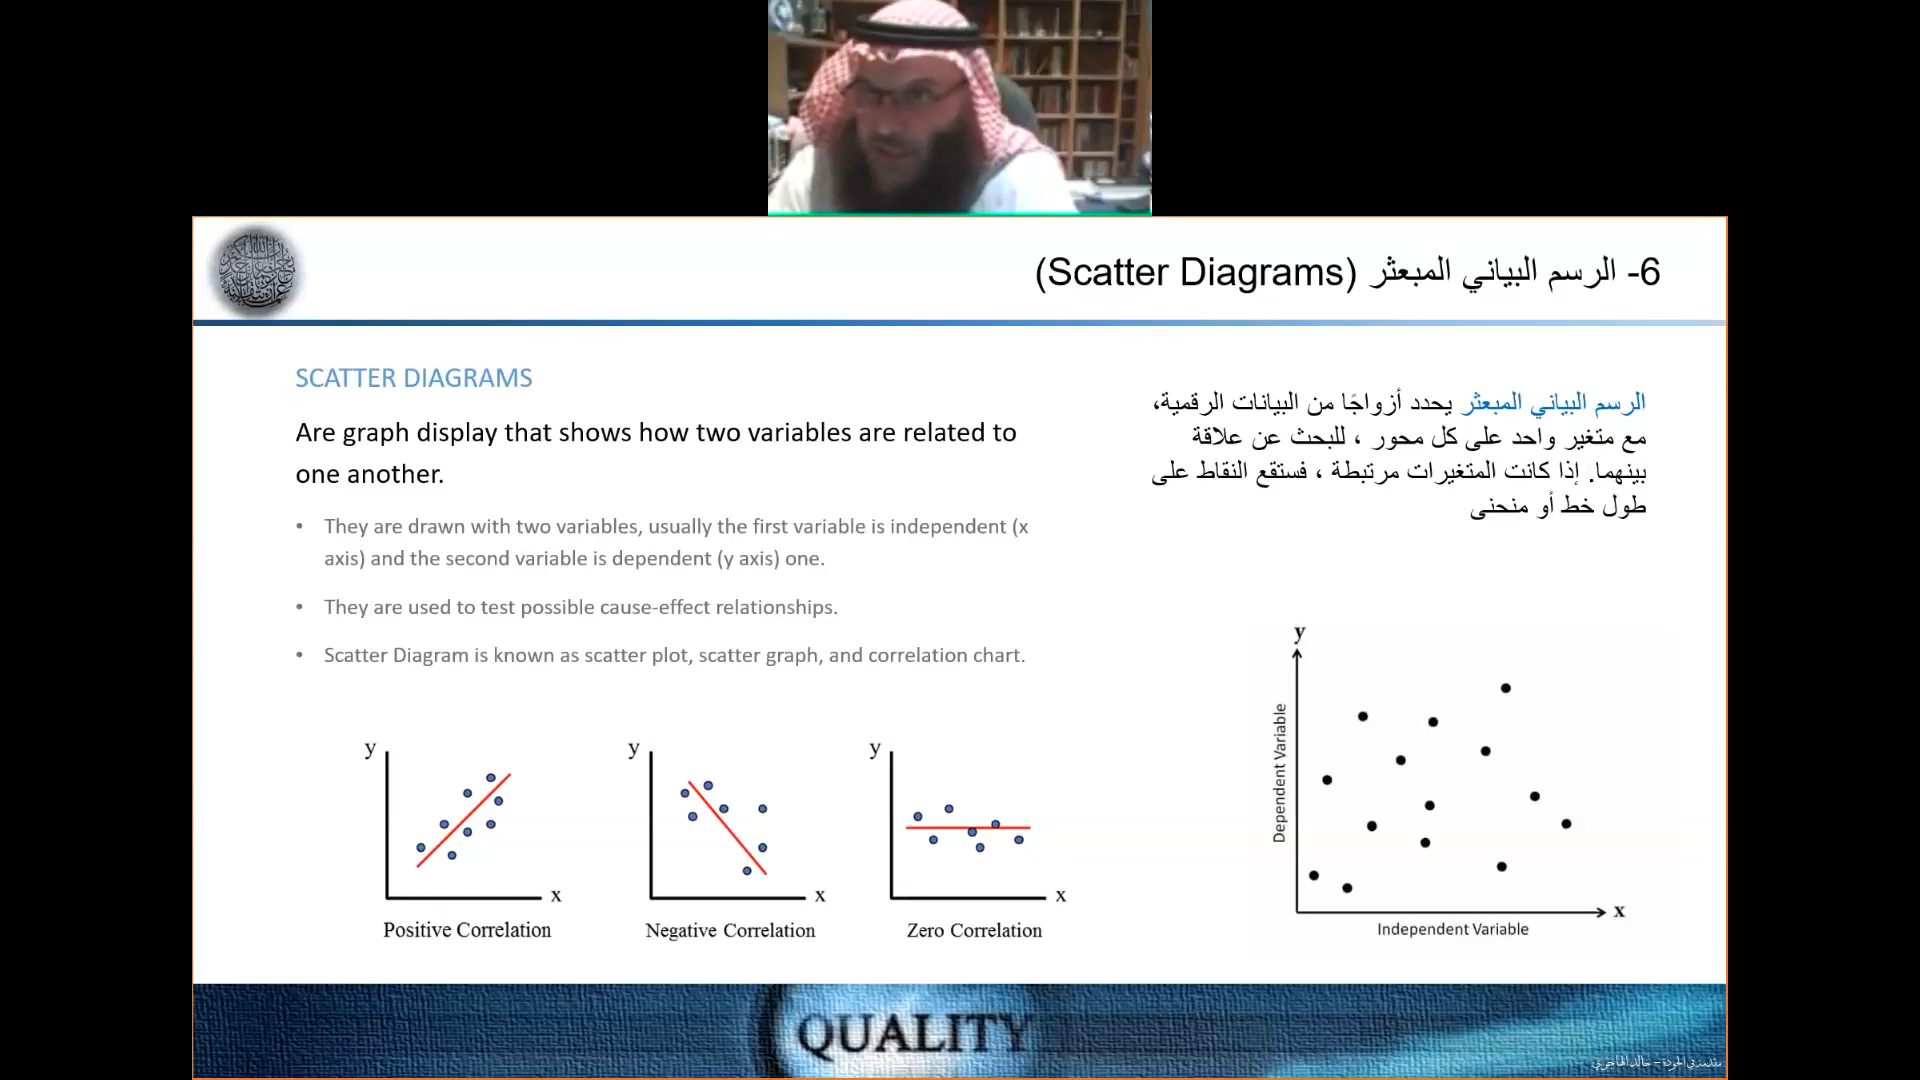 6- الرسم البياني المبعثر (Scatter Diagrams)
SCATTER DIAGRAMS
Are graph display that shows how two variables are related to
one another.
• They are drawn with two variables, usually the first variable is independent (x
axis) and the second variable is dependent (y axis) one.
• They are used to test possible cause-effect relationships.
• Scatter Diagram is known as scatter plot, scatter graph, and correlation chart.
الرسم البياني المبعثر يحدد أزواجًا من البيانات الرقمية،
مع متغير واحد على كل محور ، للبحث عن علاقة
بينهما. إذا كانت المتغيرات مرتبطة ، فستقع النقاط على
طول خط أو منحنى
y
x
Positive Correlation
y
x
Negative Correlation
y
x
Zero Correlation
y
Dependent Variable
x
Independent Variable
QUALITY
مقدمة في الجودة – خالد الهاجري